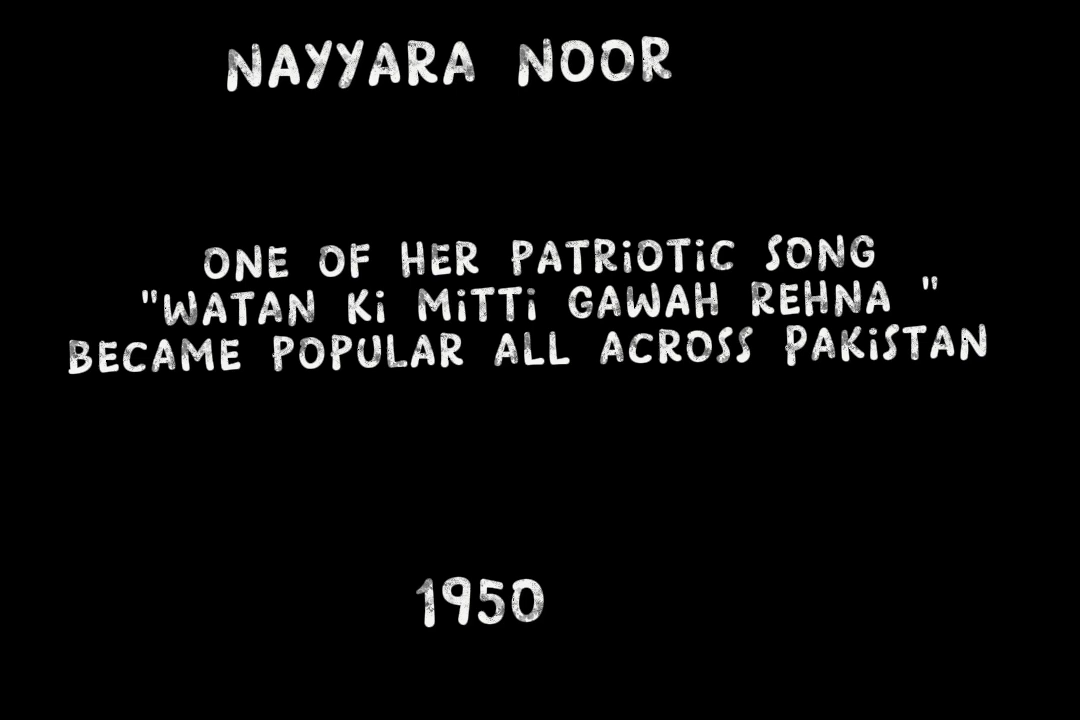 NAYYARA NOOR
ONE OF HER PATRiOTiC SONG
"WATAN Ki MiTTi GAWAH REHNA "
BECAME POPULAR ALL ACROSS PAKiSTAN
1950